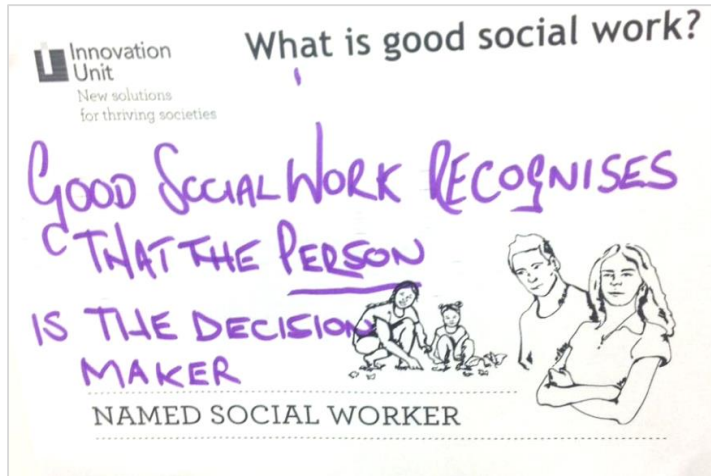 What is good social work?
Innovation
Unit
New solutions
for thriving societies
GOOD SOCIAL WORK RECOGNISES
THAT THE PERSON
IS THE DECISION
MAKER
NAMED SOCIAL WORKER